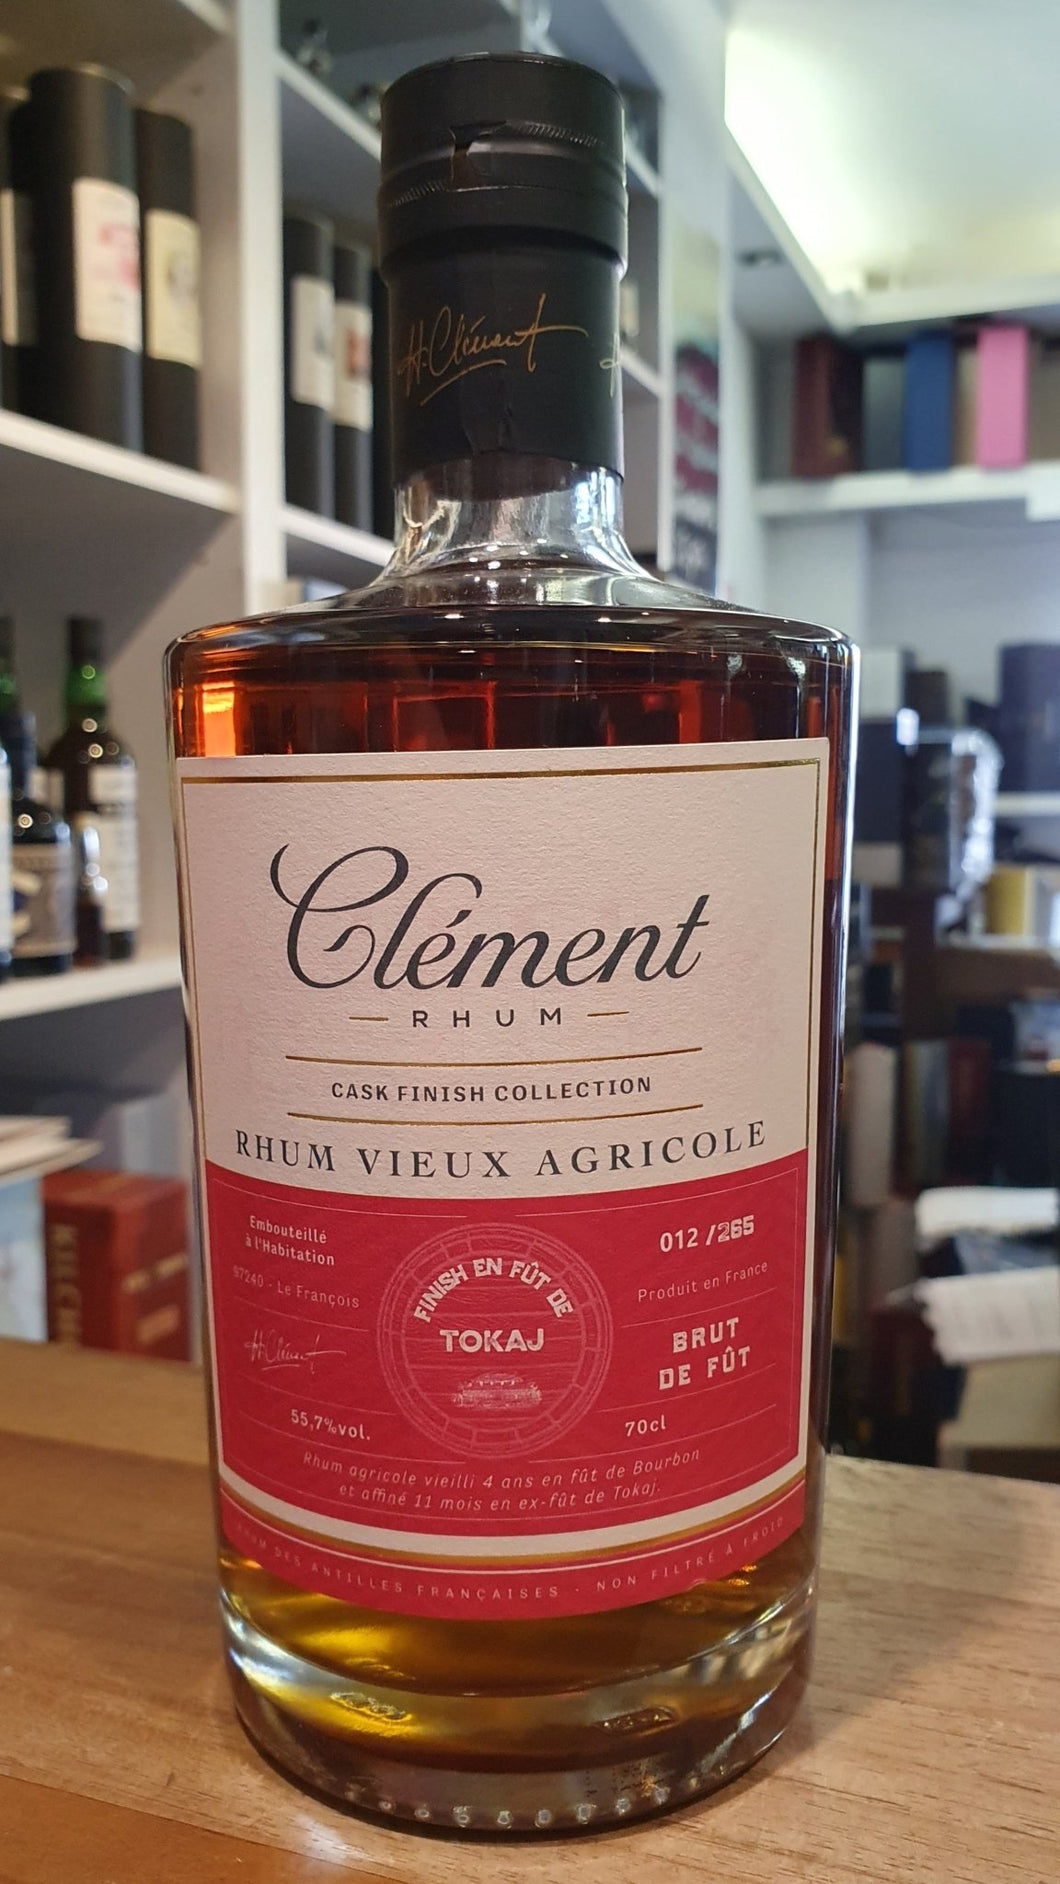 H. Clément
Clément
RHUM
CASK FINISH COLLECTION
RHUM VIEUX AGRICOLE
Embouteillé
à l'Habitation
97240 - Le François
H. Clément
55,7%vol.
FINISH EN FÛT DE
TOKAJ
012 /265
Produit en France
BRUT
DE FÛT
70cl
Rhum agricole vieilli 4 ans en fût de Bourbon
et affiné 11 mois en ex-fût de Tokaj.
RHUM DES ANTILLES FRANÇAISES · NON FILTRÉ À FROID